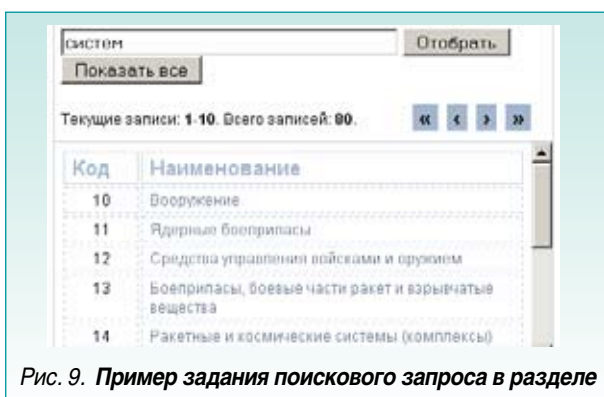 систем Отобрать
Показать все
Текущие записи: 1-10. Всего записей: 80. « ‹ › »
Код Наименование
10 Вооружение
11 Ядерные боеприпасы
12 Средства управления войсками и оружием
13 Боеприпасы, боевые части ракет и взрывчатые
вещества
14 Ракетные и космические системы (комплексы)
Рис. 9. Пример задания поискового запроса в разделе